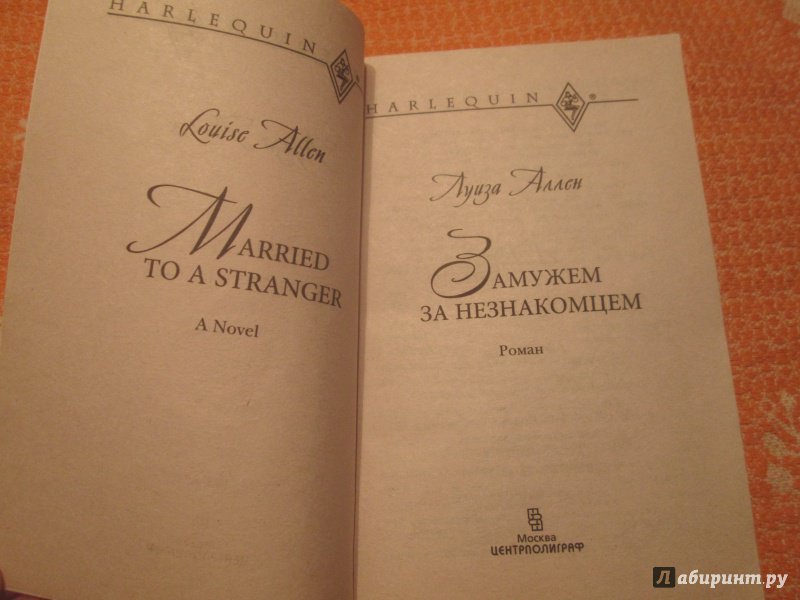 HARLEQUIN
Louise Allen
MARRIED
TO A STRANGER
A Novel
HARLEQUIN ®
Луиза Аллен
ЗАМУЖЕМ
ЗА НЕЗНАКОМЦЕМ
Роман
Москва
ЦЕНТРПОЛИГРАФ
Лабиринт.ру